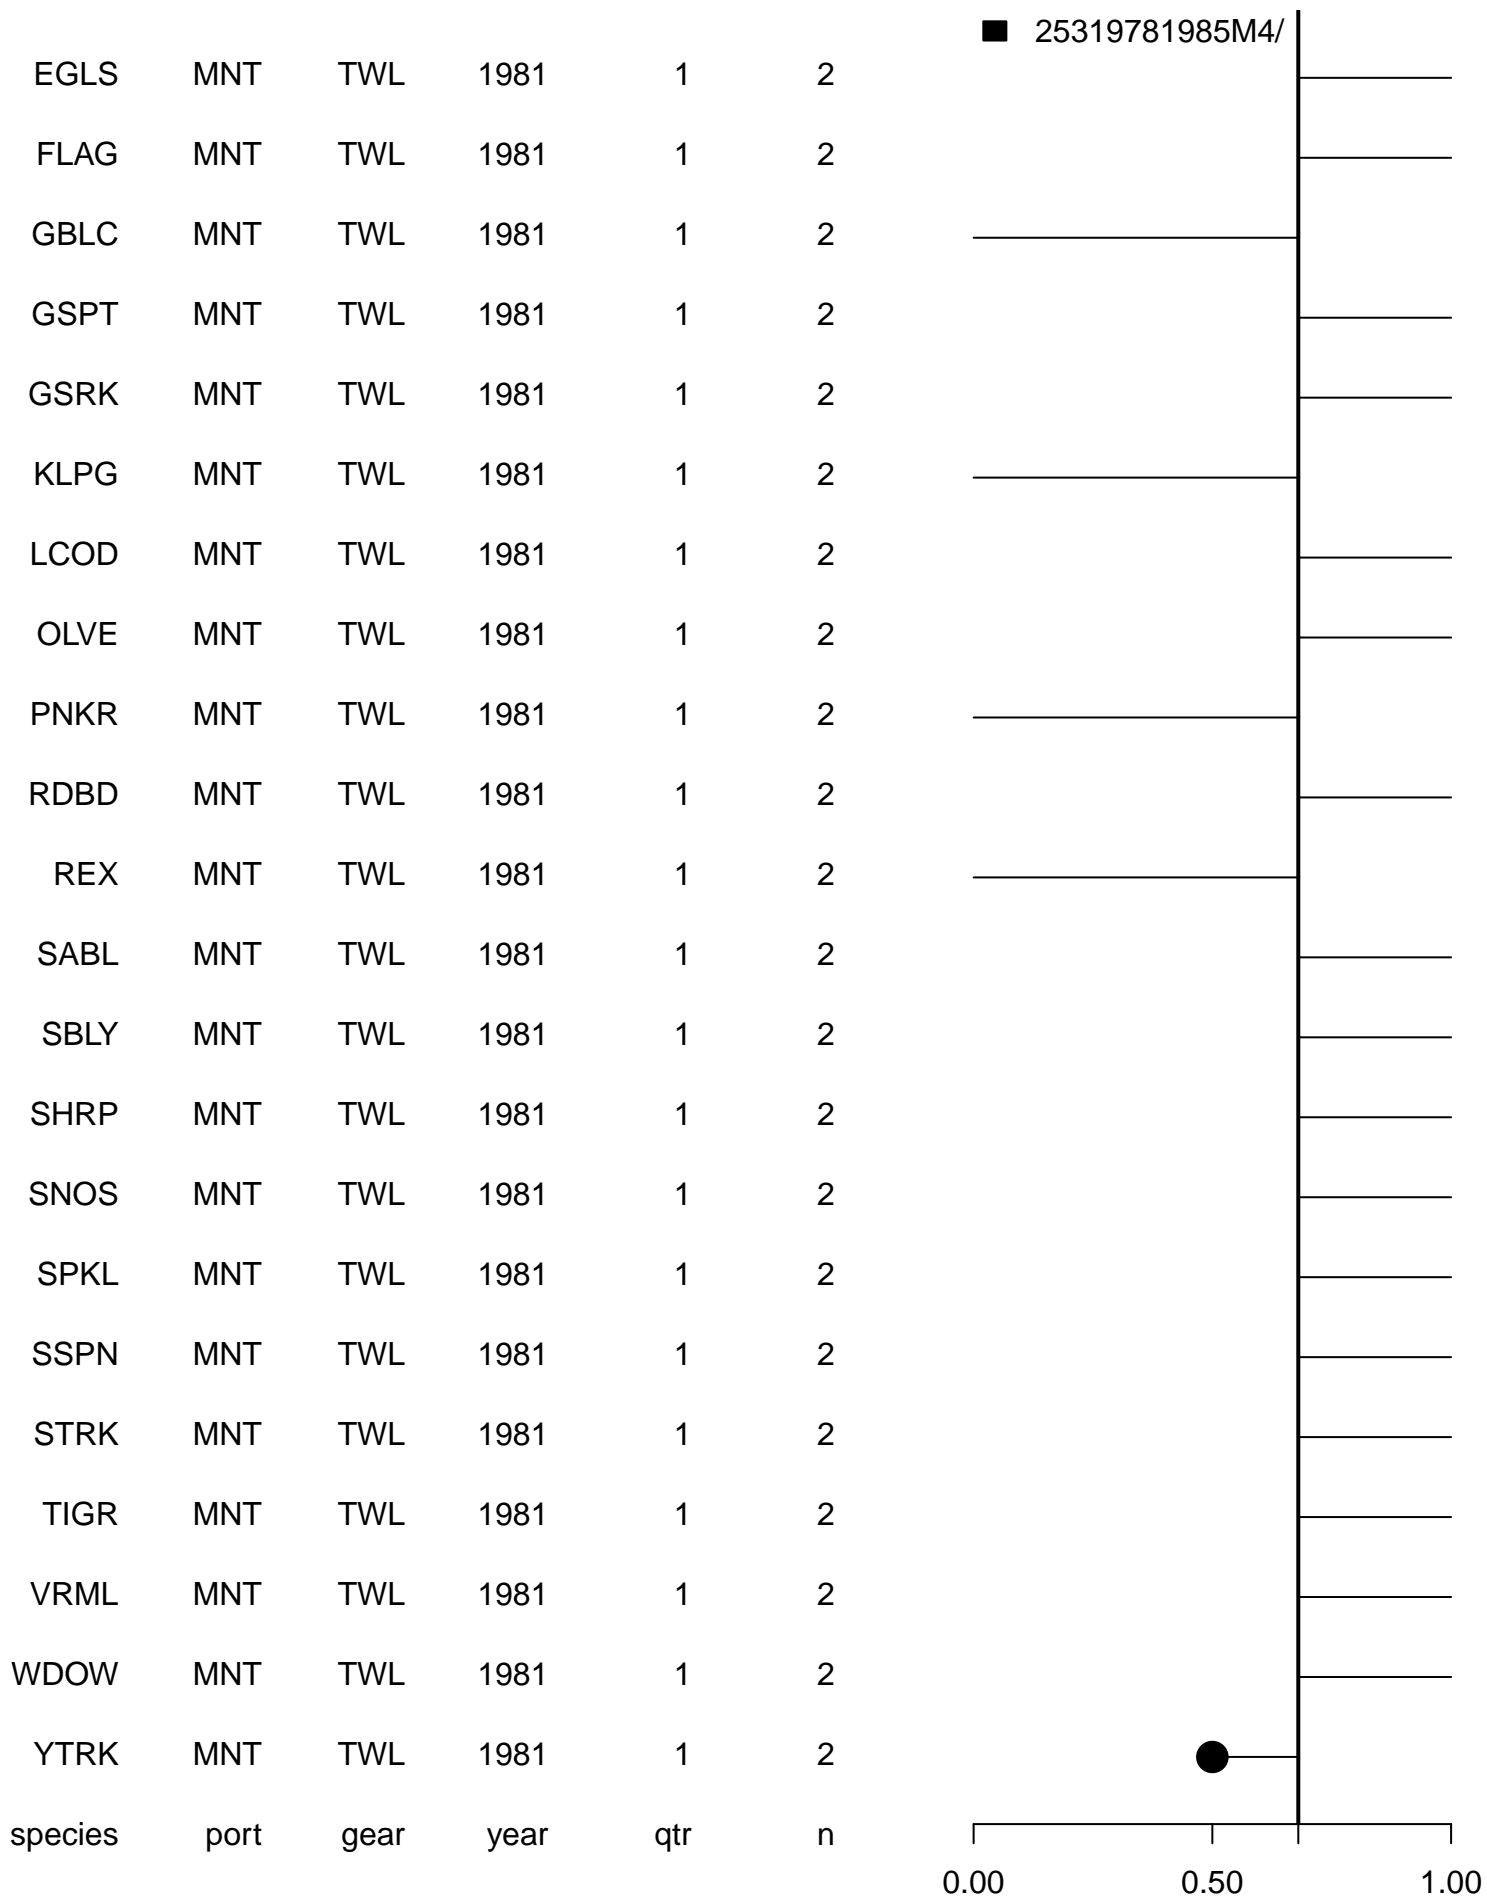 25319781985M4/
EGLS MNT TWL 1981 1 2
FLAG MNT TWL 1981 1 2
GBLC MNT TWL 1981 1 2
GSPT MNT TWL 1981 1 2
GSRK MNT TWL 1981 1 2
KLPG MNT TWL 1981 1 2
LCOD MNT TWL 1981 1 2
OLVE MNT TWL 1981 1 2
PNKR MNT TWL 1981 1 2
RDBD MNT TWL 1981 1 2
REX MNT TWL 1981 1 2
SABL MNT TWL 1981 1 2
SBLY MNT TWL 1981 1 2
SHRP MNT TWL 1981 1 2
SNOS MNT TWL 1981 1 2
SPKL MNT TWL 1981 1 2
SSPN MNT TWL 1981 1 2
STRK MNT TWL 1981 1 2
TIGR MNT TWL 1981 1 2
VRML MNT TWL 1981 1 2
WDOW MNT TWL 1981 1 2
YTRK MNT TWL 1981 1 2
species port gear year qtr n
0.00 0.50 1.00